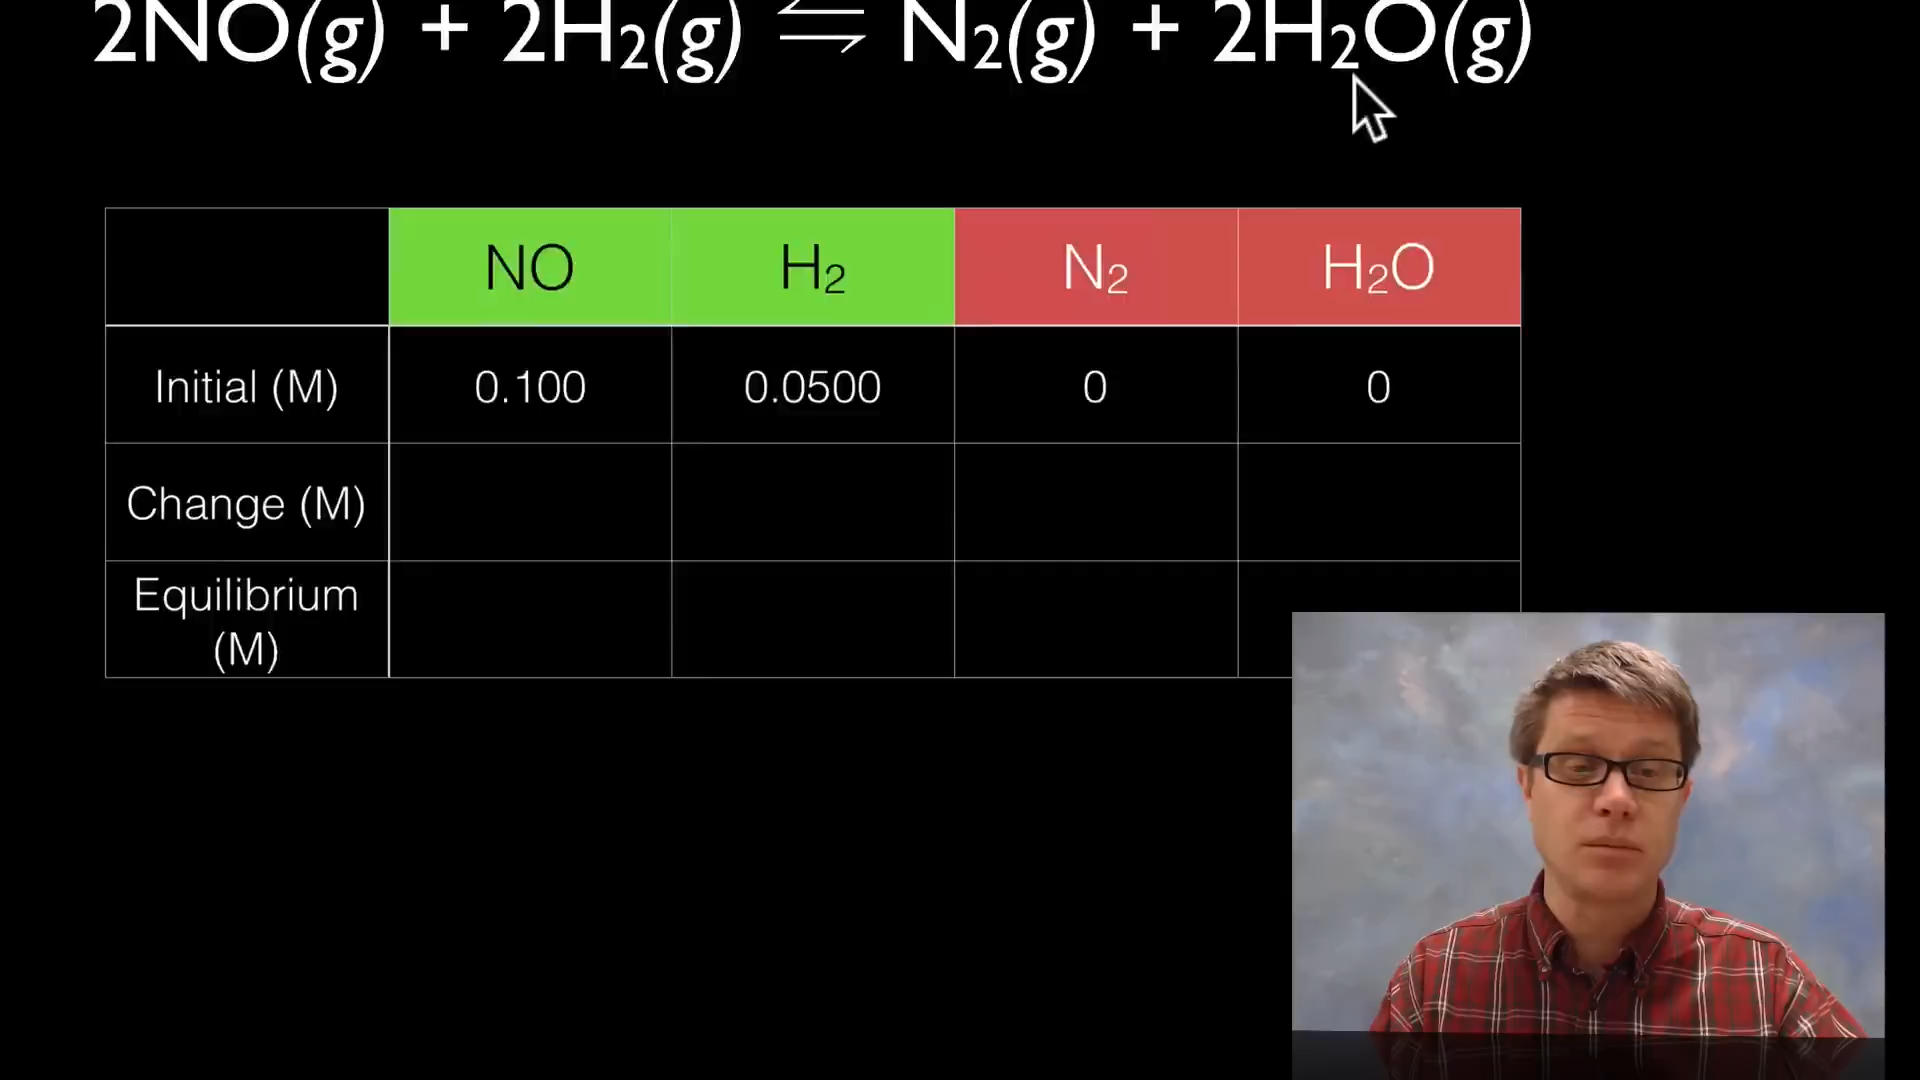 2NO(g) + 2H₂(g) ⇌ N₂(g) + 2H₂O(g)
NO H₂ N₂ H₂O
Initial (M) 0.100 0.0500 0 0
Change (M)
Equilibrium
(M)